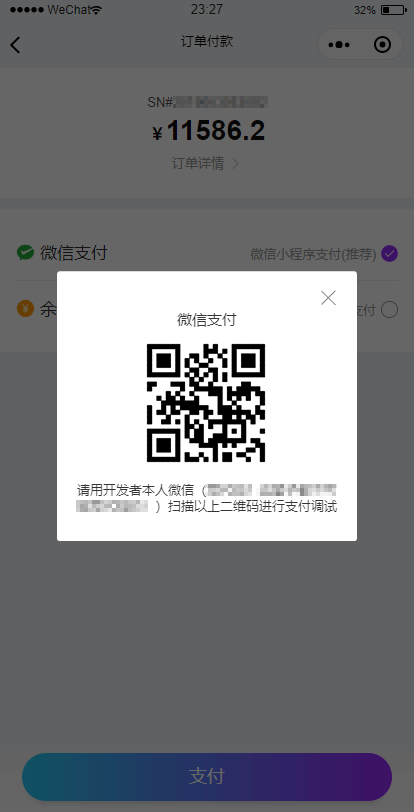 WeChat
23:27
32%
订单付款
SN#
¥11586.2
订单详情
微信支付
微信小程序支付(推荐)
余
支付
微信支付
请用开发者本人微信（
）扫描以上二维码进行支付调试
支付